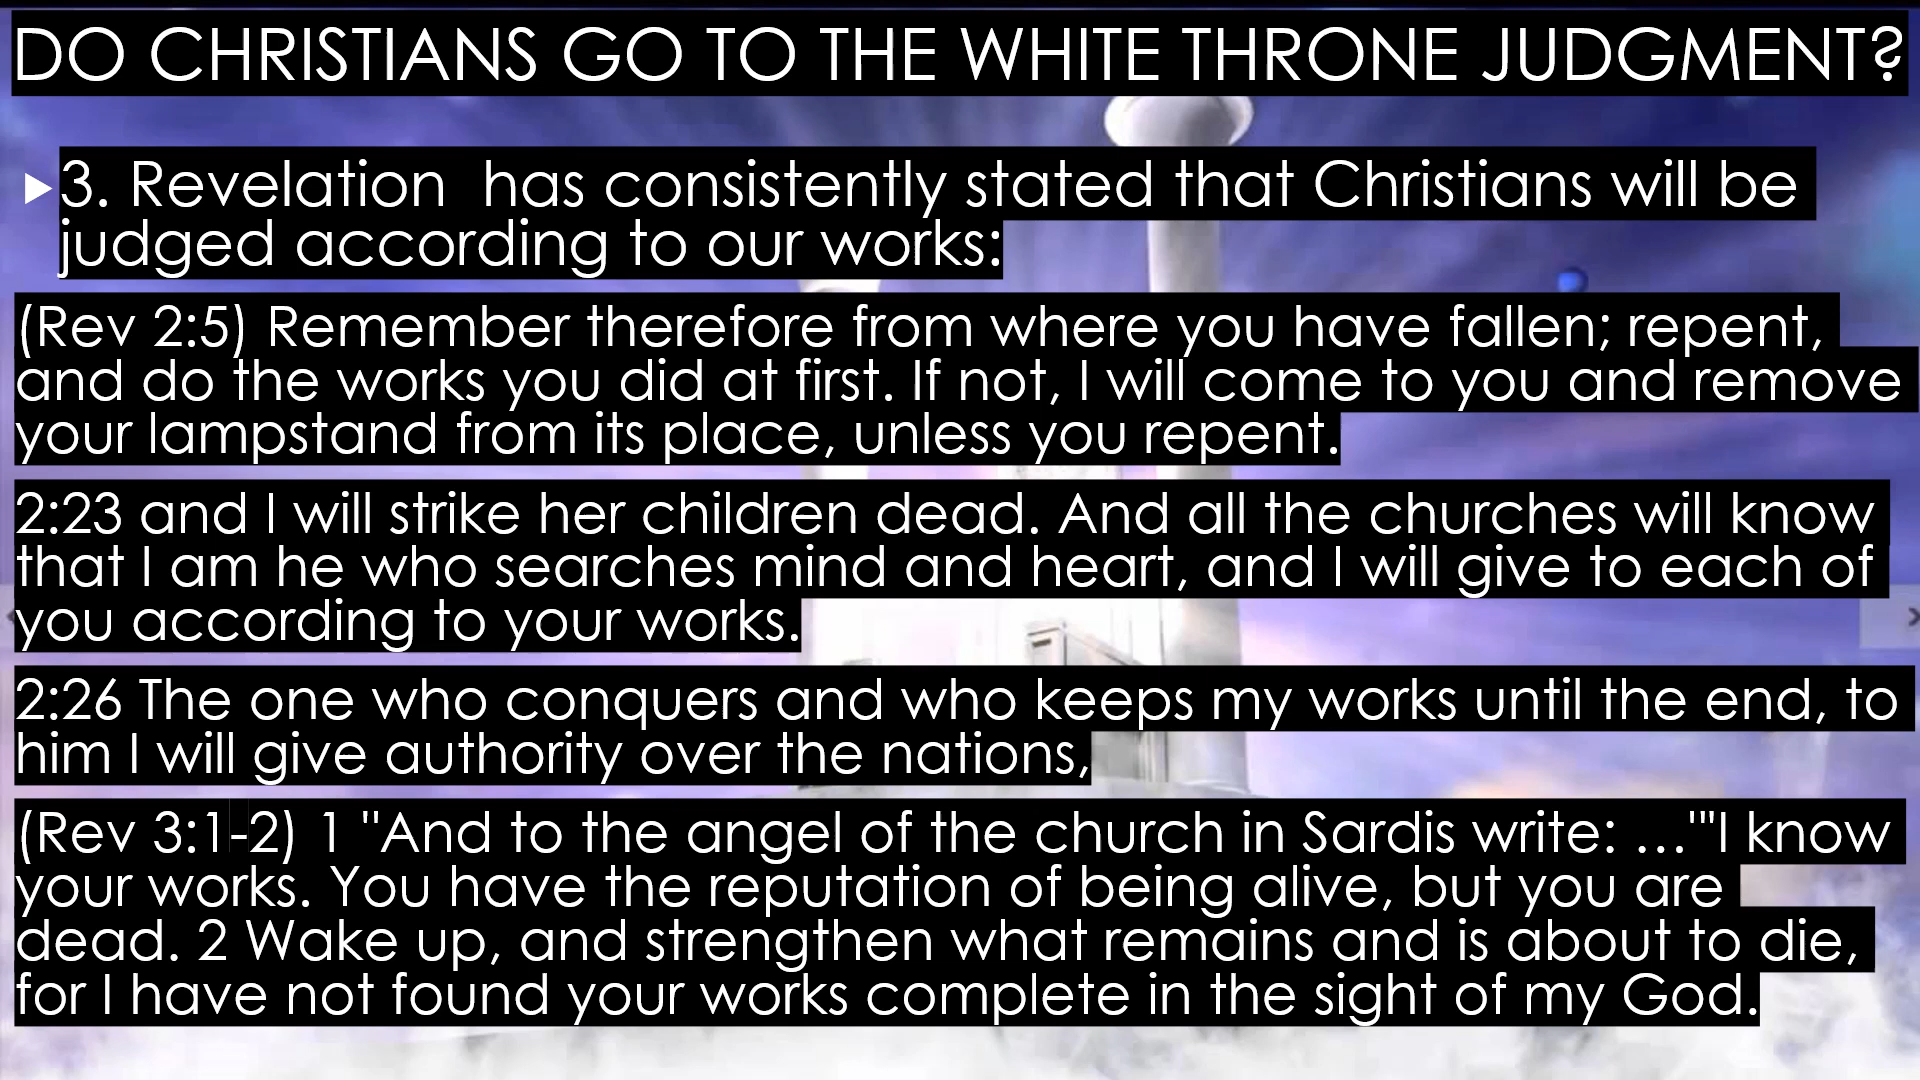 DO CHRISTIANS GO TO THE WHITE THRONE JUDGMENT?
3. Revelation  has consistently stated that Christians will be
judged according to our works:
(Rev 2:5) Remember therefore from where you have fallen; repent,
and do the works you did at first. If not, I will come to you and remove
your lampstand from its place, unless you repent.
2:23 and I will strike her children dead. And all the churches will know
that I am he who searches mind and heart, and I will give to each of
you according to your works.
2:26 The one who conquers and who keeps my works until the end, to
him I will give authority over the nations,
(Rev 3:1-2) 1 "And to the angel of the church in Sardis write: …'"I know
your works. You have the reputation of being alive, but you are
dead. 2 Wake up, and strengthen what remains and is about to die,
for I have not found your works complete in the sight of my God.